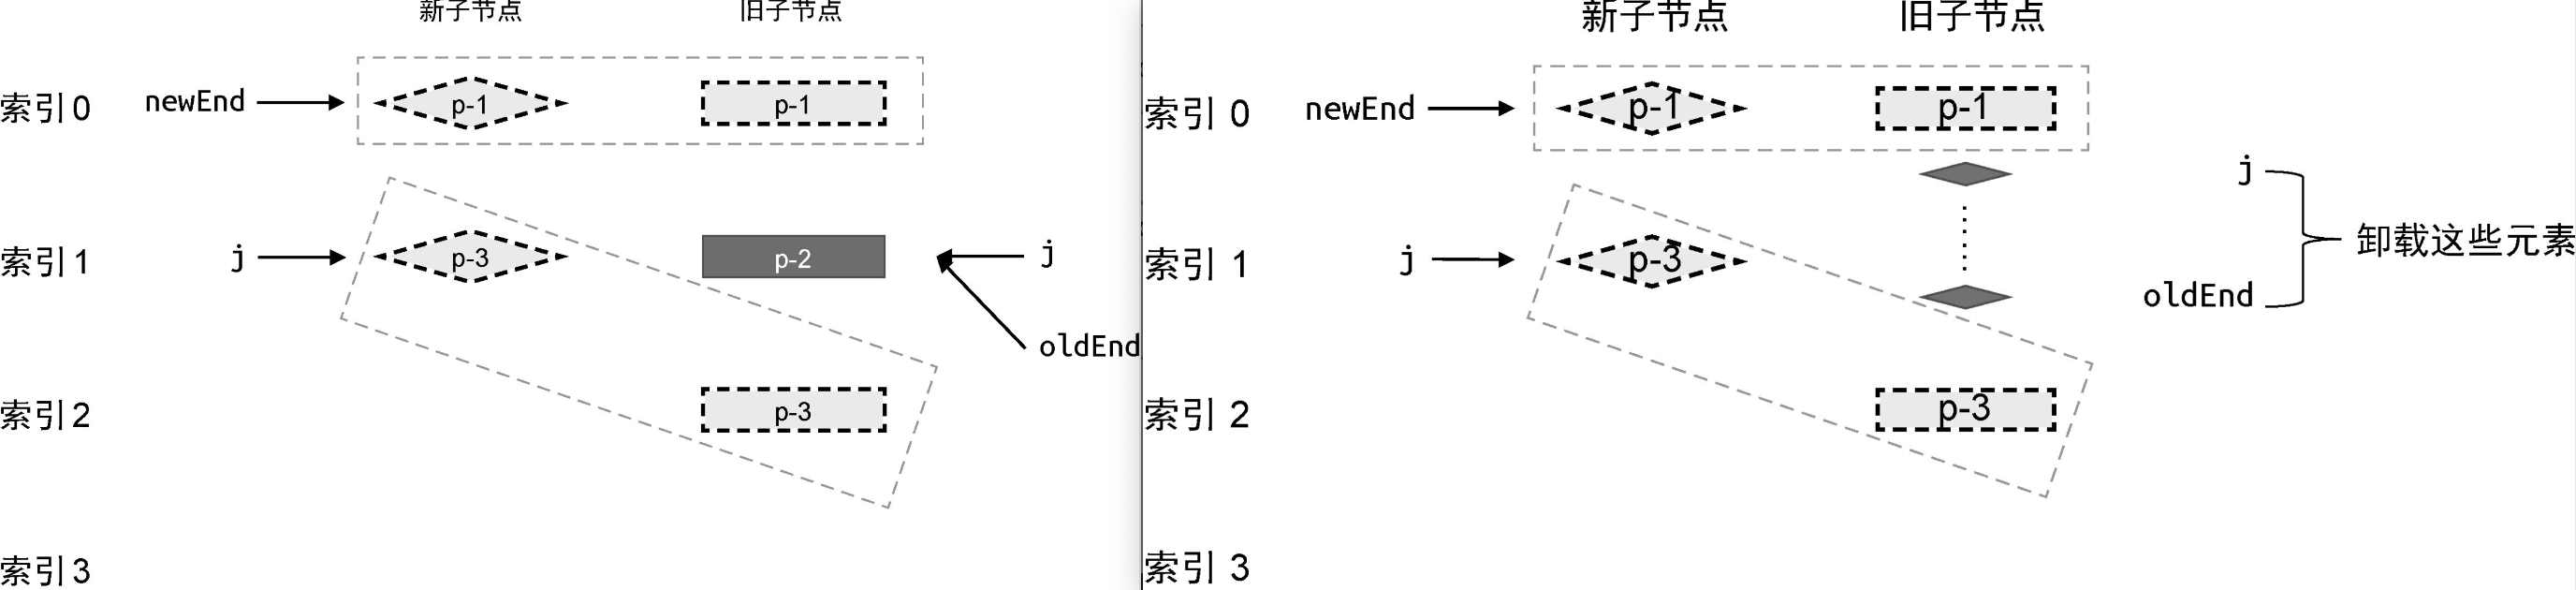 新子节点 旧子节点
索引0 newEnd p-1 p-1
索引1 j p-3 p-2 j
oldEnd
索引2 p-3
索引3
新子节点 旧子节点
索引 0 newEnd p-1 p-1
j
索引 1 j p-3 卸载这些元素
oldEnd
索引 2 p-3
索引 3